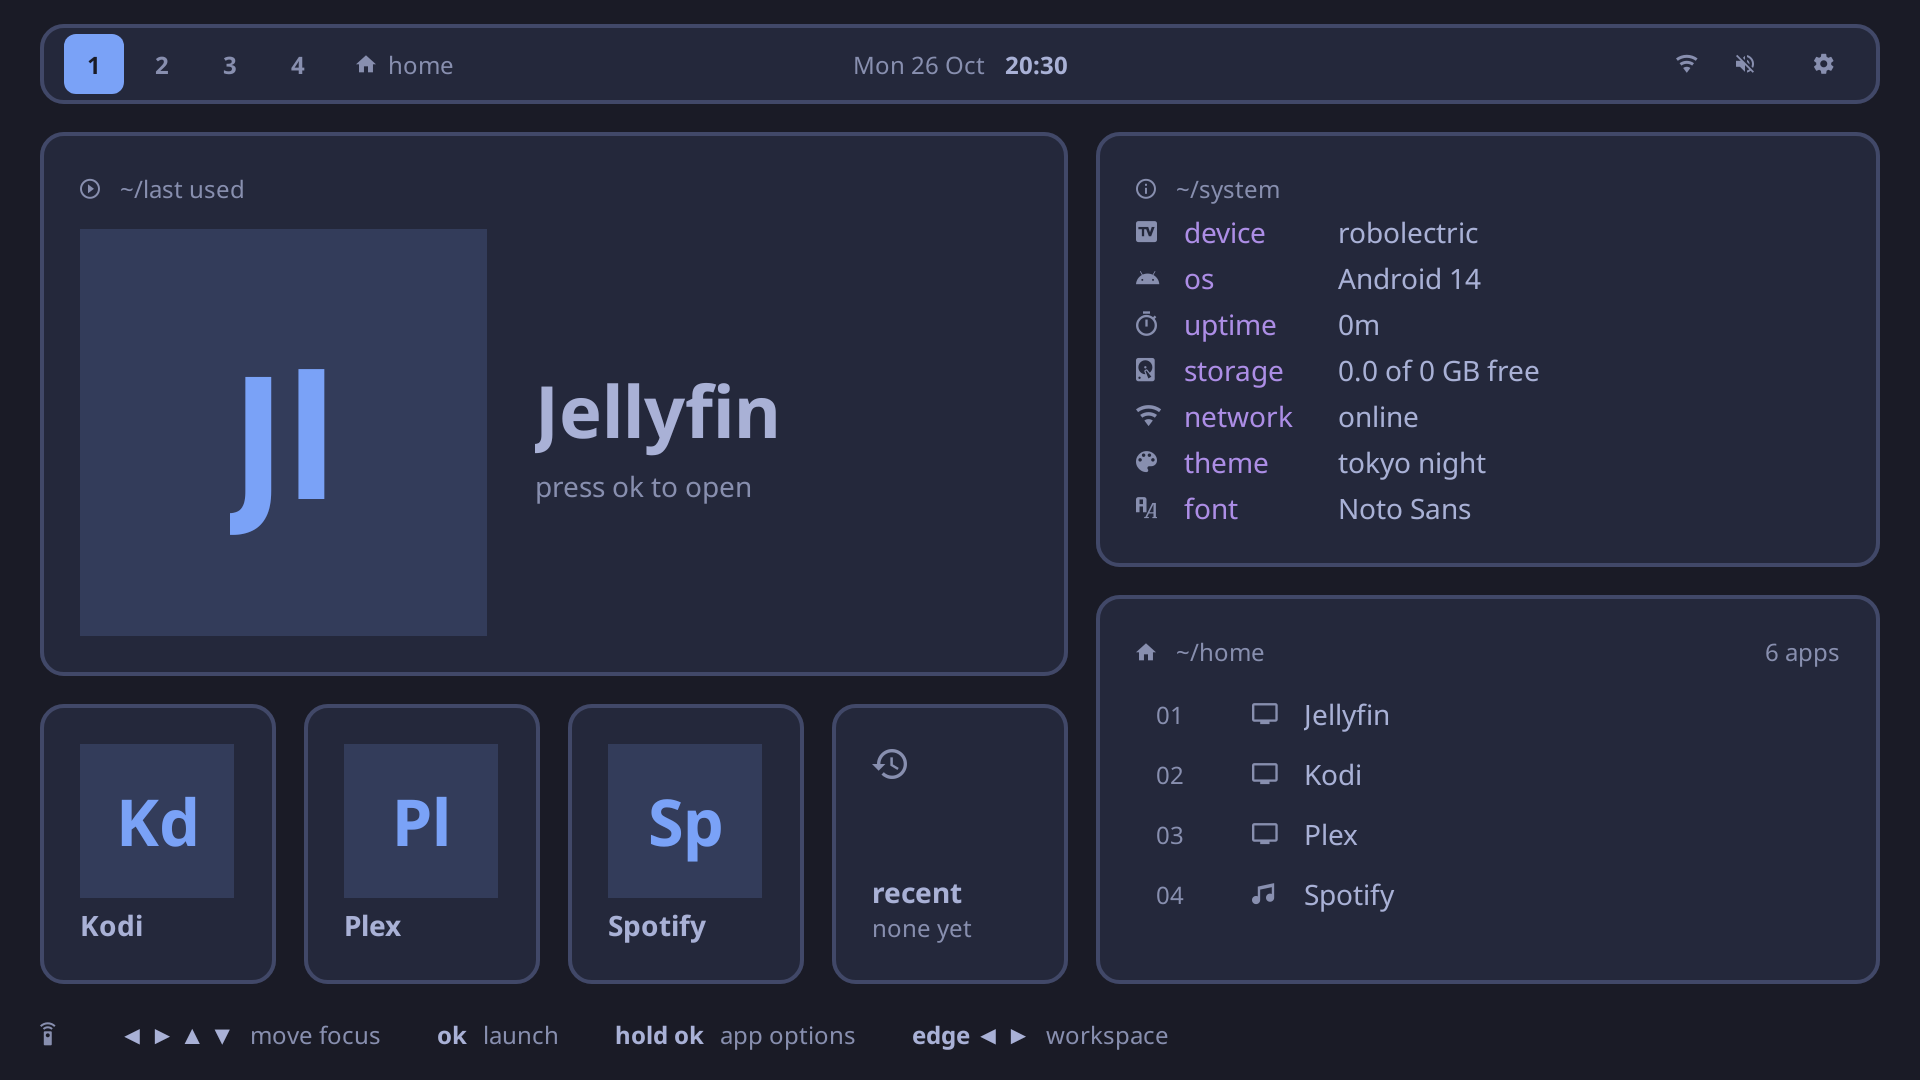 1 2 3 4 home Mon 26 Oct 20:30
~/last used
Jl
Jellyfin
press ok to open
Kd
Kodi
Pl
Plex
Sp
Spotify
recent
none yet
~/system
device robolectric
os Android 14
uptime 0m
storage 0.0 of 0 GB free
network online
theme tokyo night
font Noto Sans
~/home 6 apps
01 Jellyfin
02 Kodi
03 Plex
04 Spotify
◀ ▶ ▲ ▼ move focus ok launch hold ok app options edge ◀ ▶ workspace